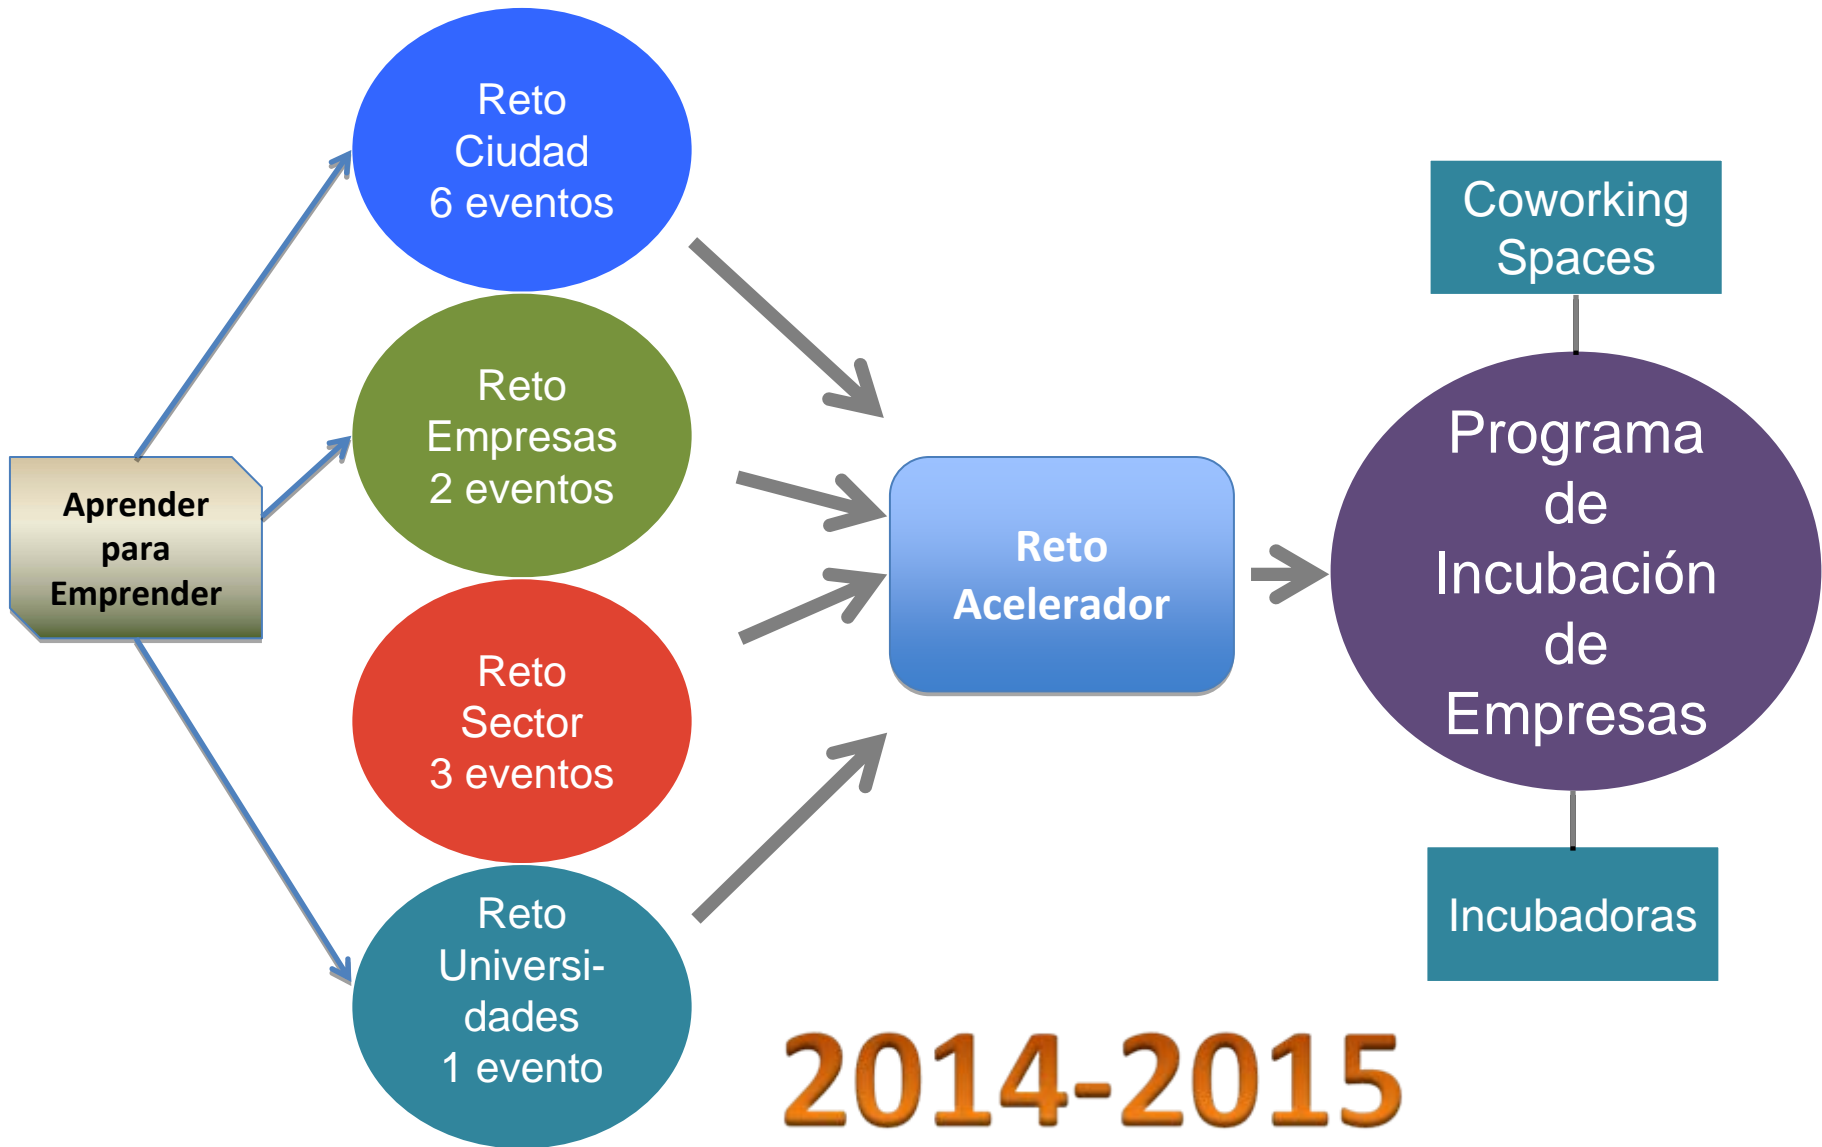 Aprender
para
Emprender
Reto
Ciudad
6 eventos
Reto
Empresas
2 eventos
Reto
Sector
3 eventos
Reto
Universi-
dades
1 evento
Reto
Acelerador
Coworking
Spaces
Programa
de
Incubación
de
Empresas
Incubadoras
2014-2015